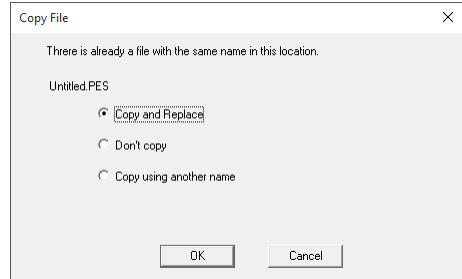 Copy File
Threre is already a file with the same name in this location.
Untitled.PES
Copy and Replace
Don't copy
Copy using another name
OK Cancel